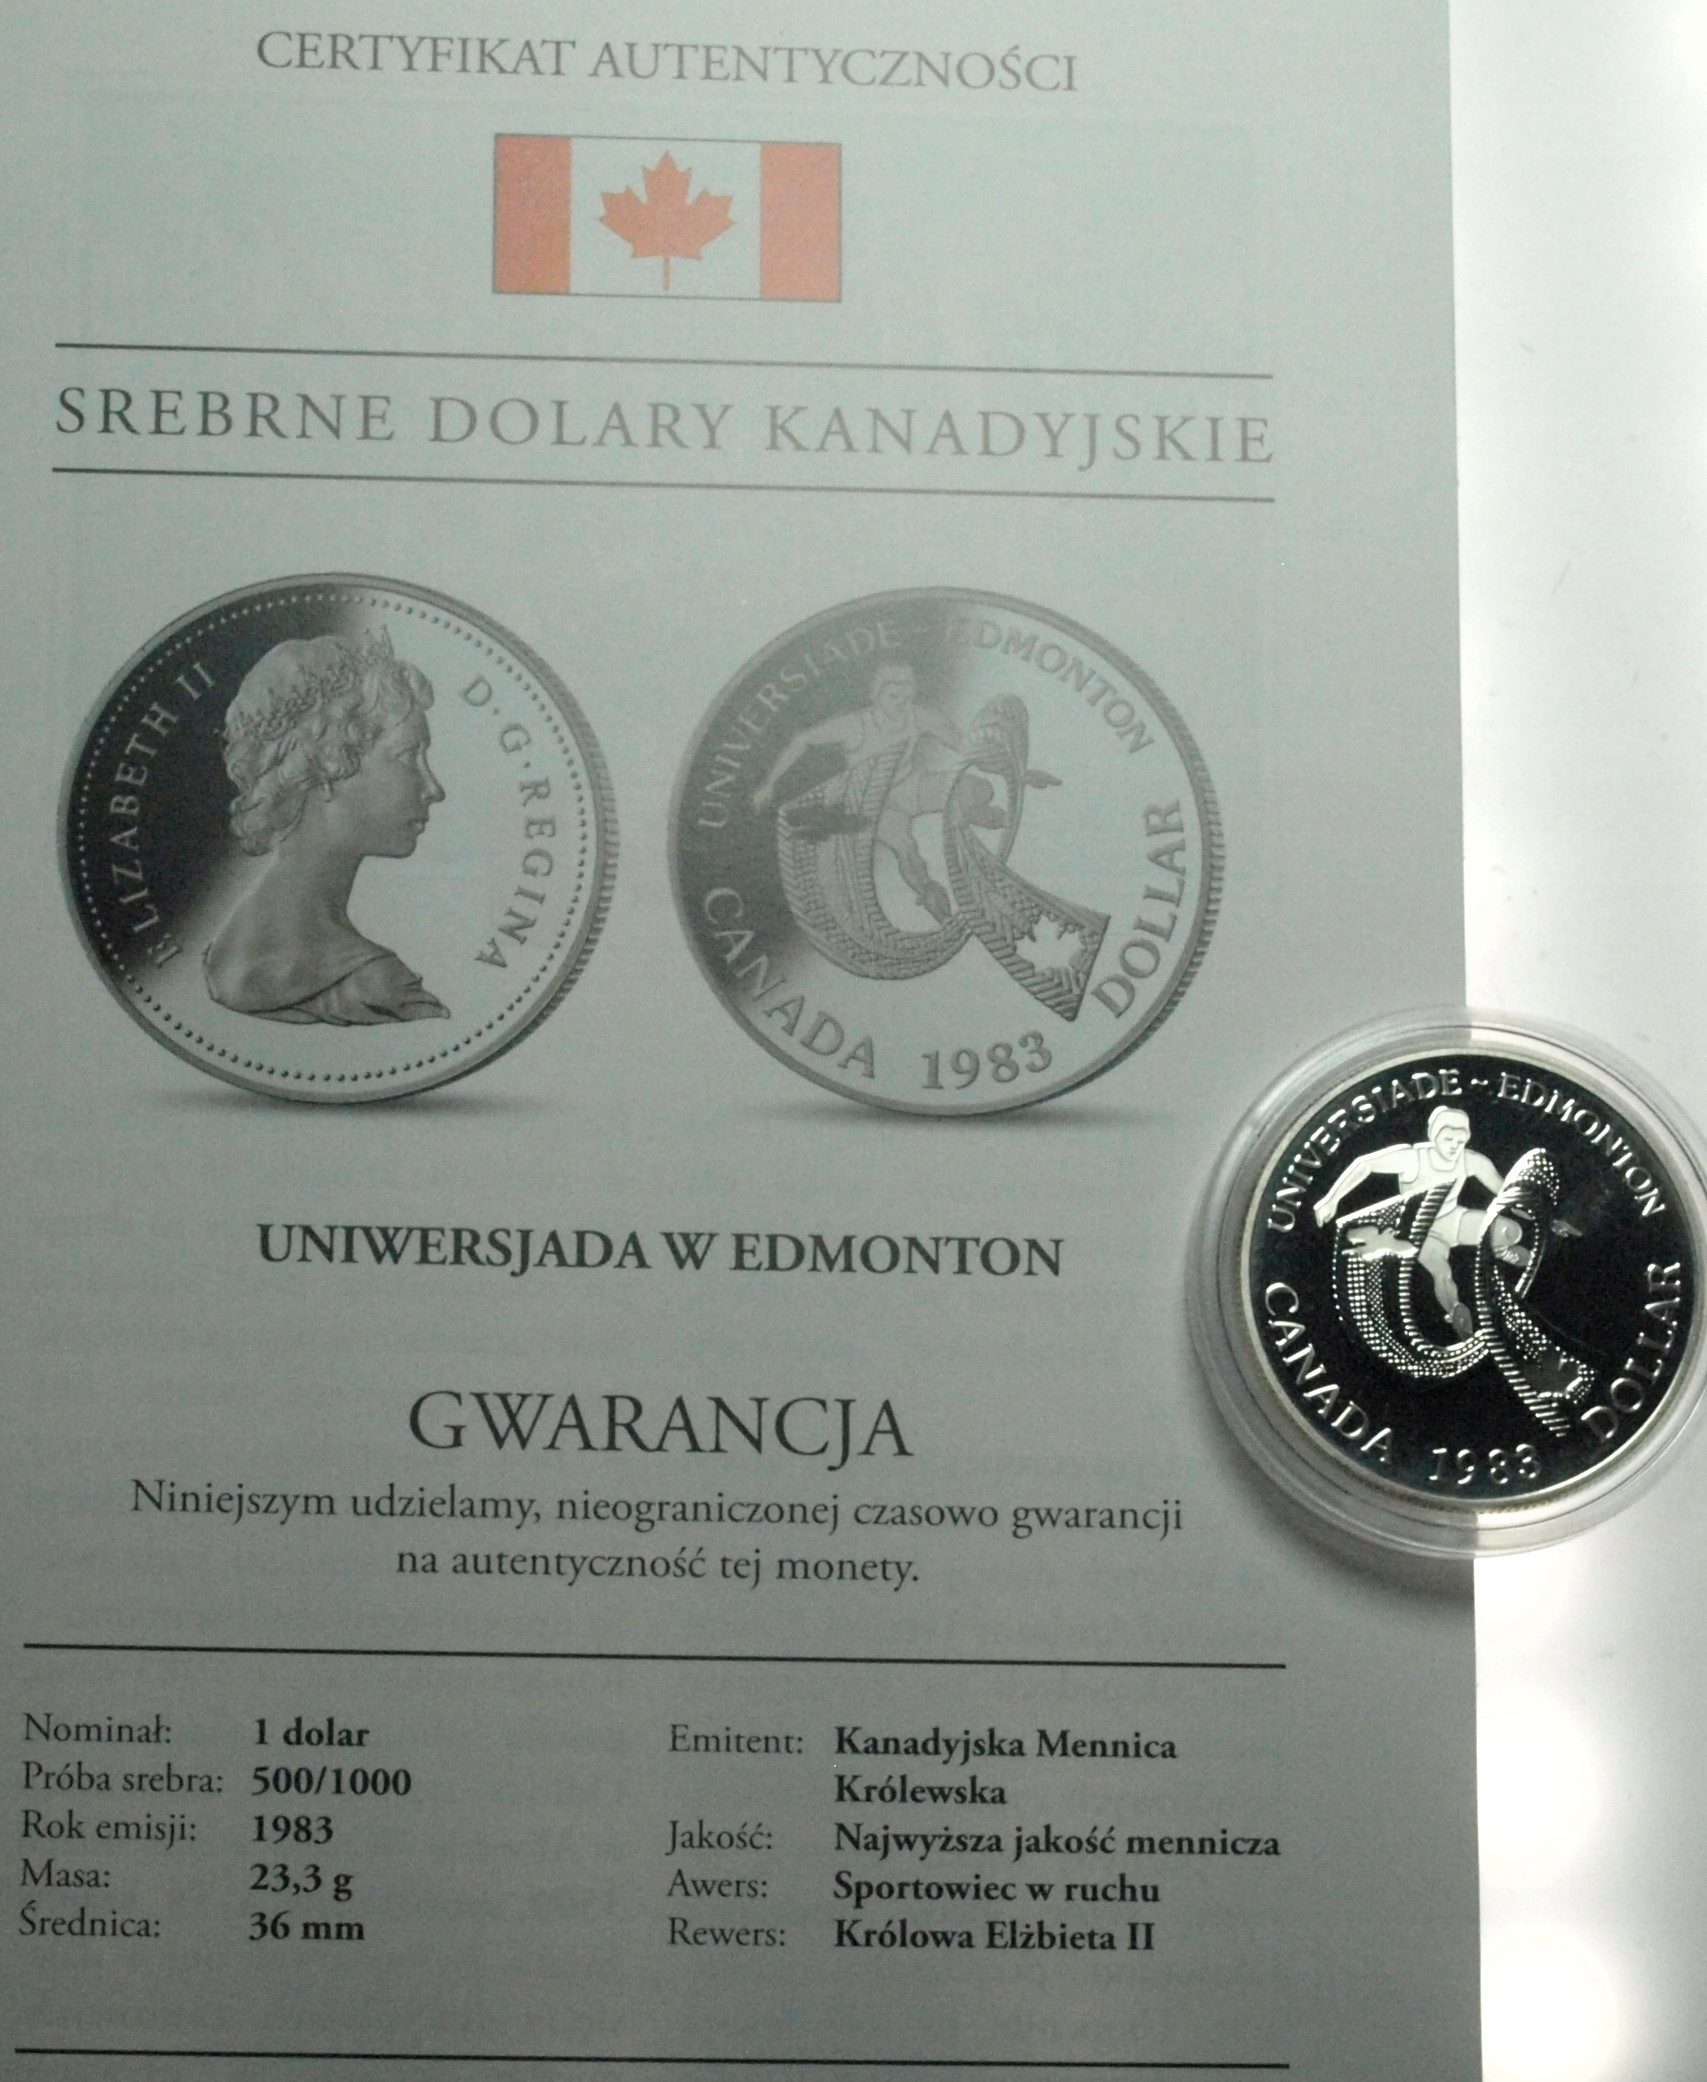 CERTYFIKAT AUTENTYCZNOŚCI
SREBRNE DOLARY KANADYJSKIE
ELIZABETH II D·G·REGINA
UNIVERSIADE ~ EDMONTON
CANADA 1983 DOLLAR
UNIVERSIADE ~ EDMONTON
CANADA 1983 DOLLAR
UNIWERSJADA W EDMONTON
GWARANCJA
Niniejszym udzielamy, nieograniczonej czasowo gwarancji
na autentyczność tej monety.
Nominał: 1 dolar
Próba srebra: 500/1000
Rok emisji: 1983
Masa: 23,3 g
Średnica: 36 mm
Emitent: Kanadyjska Mennica
Królewska
Jakość: Najwyższa jakość mennicza
Awers: Sportowiec w ruchu
Rewers: Królowa Elżbieta II